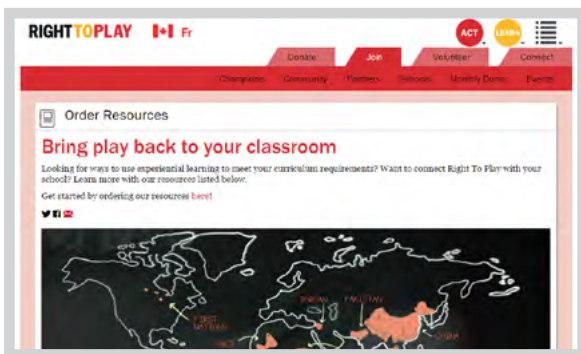 RIGHTTOPLAY Fr
ACT LEARN
Donate Join Volunteer Connect
Champions Community Partners Schools Monthly Donor Events
Order Resources
Bring play back to your classroom
Looking for ways to use experiential learning to meet your curriculum requirements? Want to connect Right To Play with your
school? Learn more with our resources listed below.
Get started by ordering our resources here!
FIRST
NATIONS
JORDAN
PAKISTAN
CHINA